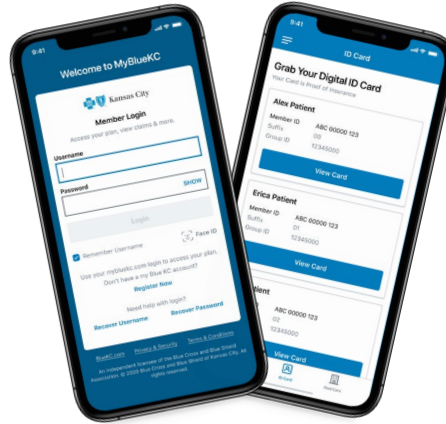 9:41
Welcome to MyBlueKC
Kansas City
Member Login
Access your plan, view claims & more.
Username
Password
SHOW
Login
Remember Username
Face ID
Use your mybluekc.com login to access your plan.
Don't have a my Blue KC account?
Register Now
Need help with login?
Recover Username
Recover Password
BlueKC.com
Privacy & Security
Terms & Conditions
An independent licensee of the Blue Cross and Blue Shield
Association. © 2020 Blue Cross and Blue Shield of Kansas City. All
rights reserved.
9:41
ID Card
Grab Your Digital ID Card
Your Card is Proof of Insurance
Alex Patient
Member ID ABC 00000 123
Suffix 00
Group ID 12345000
View Card
Erica Patient
Member ID ABC 00000 123
Suffix 01
Group ID 12345000
View Card
tient
ABC 00000 123
02
12345000
View Card
ID Card